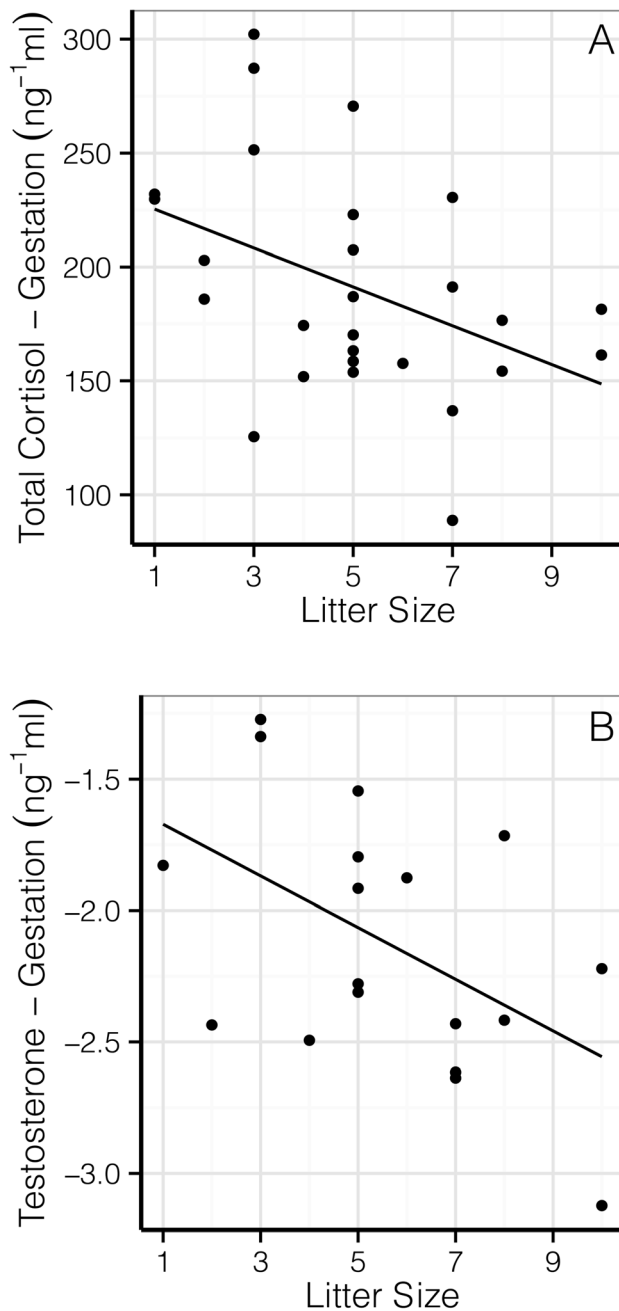 A
Total Cortisol – Gestation (ng⁻¹ml)
300
250
200
150
100
1 3 5 7 9
Litter Size
B
Testosterone – Gestation (ng⁻¹ml)
−1.5
−2.0
−2.5
−3.0
1 3 5 7 9
Litter Size